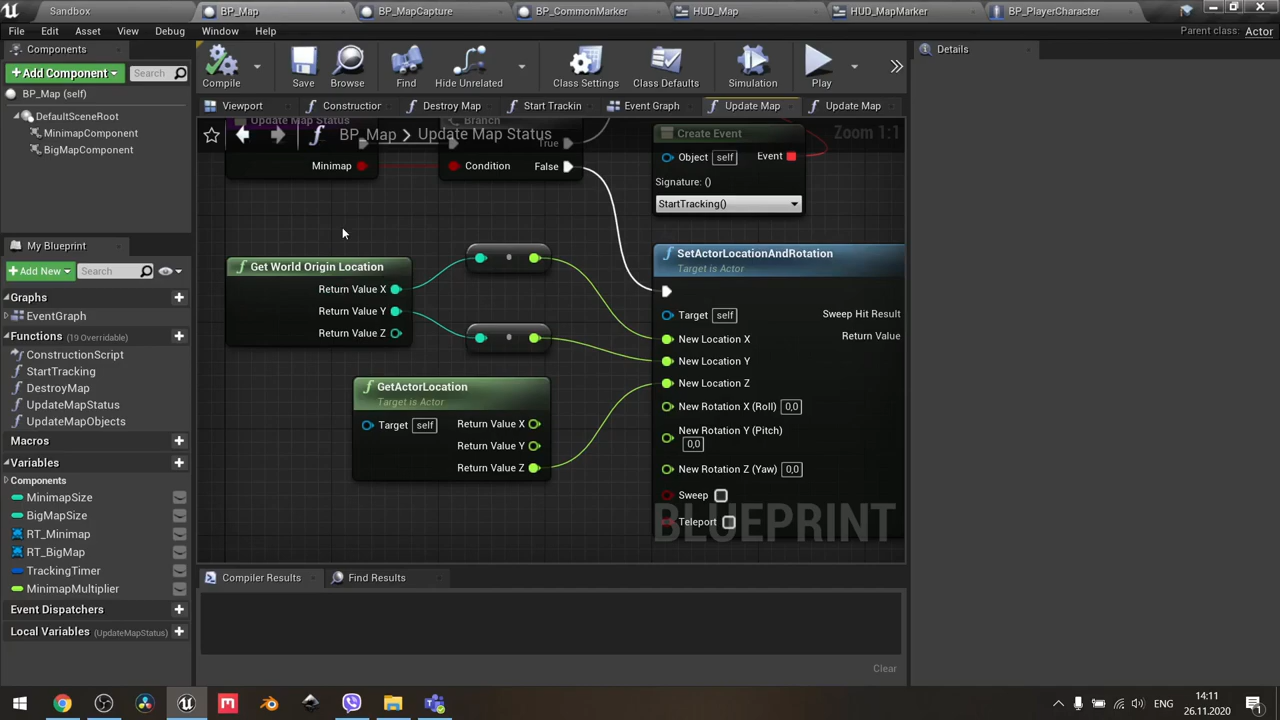 Sandbox
BP_Map
BP_MapCapture
BP_CommonMarker
HUD_Map
HUD_MapMarker
BP_PlayerCharacter
File
Edit
Asset
View
Debug
Window
Help
Parent class: Actor
Components
+Add Component
Search
BP_Map (self)
DefaultSceneRoot
MinimapComponent
BigMapComponent
Compile
Save
Browse
Find
Hide Unrelated
Class Settings
Class Defaults
Simulation
Play
Details
Viewport
Constructior
Destroy Map
Start Trackin
Event Graph
Update Map
Update Map
BP_Map > Update Map Status
Zoom 1:1
Update Map Status
Branch
True
Minimap
Condition
False
Create Event
Object self
Event
Signature: ()
StartTracking()
Get World Origin Location
Return Value X
Return Value Y
Return Value Z
GetActorLocation
Target is Actor
Target self
Return Value X
Return Value Y
Return Value Z
SetActorLocationAndRotation
Target is Actor
Sweep Hit Result
Target self
Return Value
New Location X
New Location Y
New Location Z
New Rotation X (Roll) 0,0
New Rotation Y (Pitch)
0,0
New Rotation Z (Yaw) 0,0
Sweep
Teleport
BLUEPRINT
My Blueprint
+Add New
Search
Graphs
EventGraph
Functions (19 Overridable)
ConstructionScript
StartTracking
DestroyMap
UpdateMapStatus
UpdateMapObjects
Macros
Variables
Components
MinimapSize
BigMapSize
RT_Minimap
RT_BigMap
TrackingTimer
MinimapMultiplier
Event Dispatchers
Local Variables (UpdateMapStatus)
Compiler Results
Find Results
Clear
ENG
14:11
26.11.2020